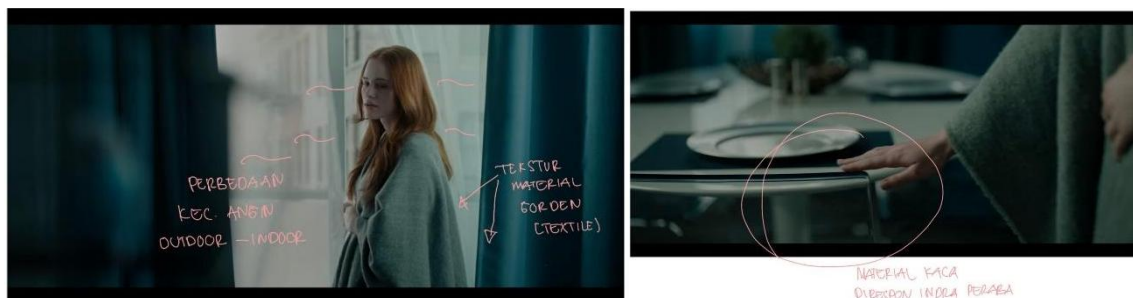 PERBEDAAN
KEC. ANGIN
OUTDOOR — INDOOR
TEKSTUR
MATERIAL
GORDEN
(TEXTILE)
MATERIAL KACA
DIRESPON INDRA PERABA